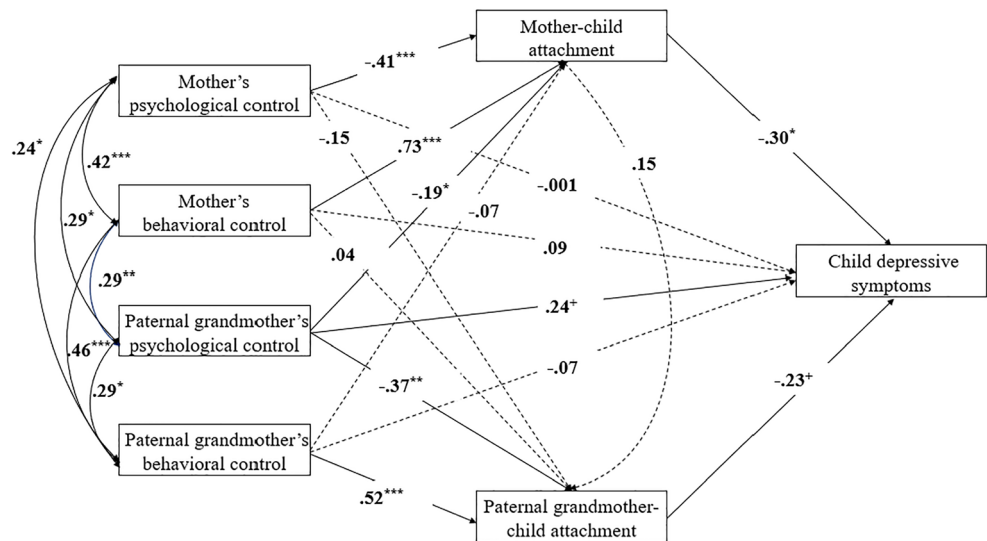 Mother-child
attachment
-.41***
Mother's
psychological control
.24*
-.15
.73***
-.30*
.42***
.15
-.19*
-.001
Mother's
behavioral control
-.07
.29*
.09
.04
Child depressive
symptoms
.29**
.24+
Paternal grandmother's
psychological control
.46***
-.07
-.37**
-.23+
.29*
Paternal grandmother's
behavioral control
.52***
Paternal grandmother-
child attachment